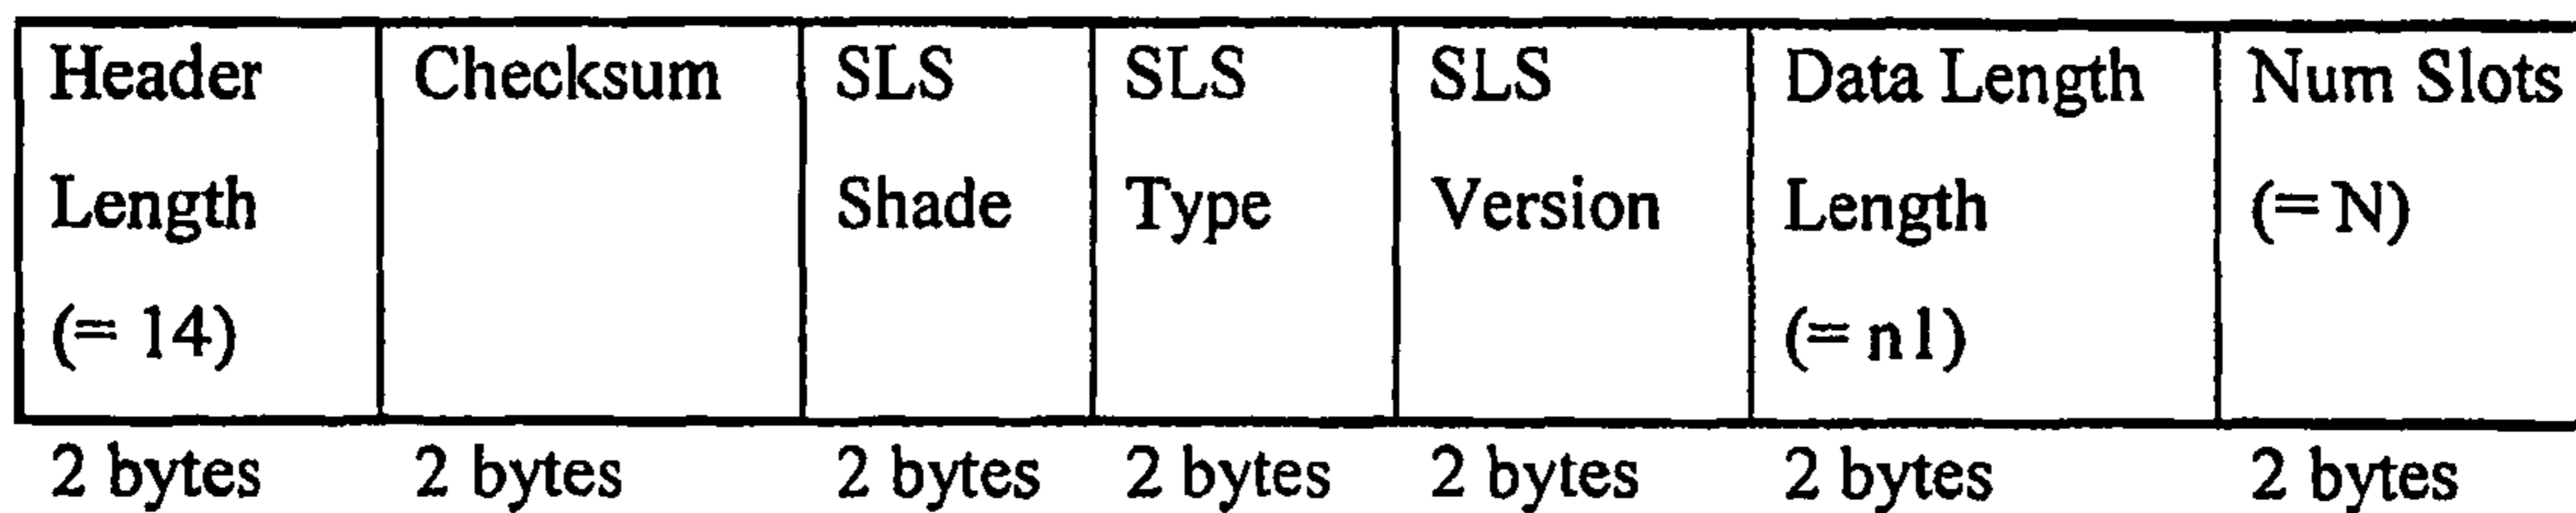 Header Checksum SLS SLS SLS Data Length Num Slots
Length Shade Type Version Length (= N)
(= 14) (= n1)
2 bytes 2 bytes 2 bytes 2 bytes 2 bytes 2 bytes 2 bytes